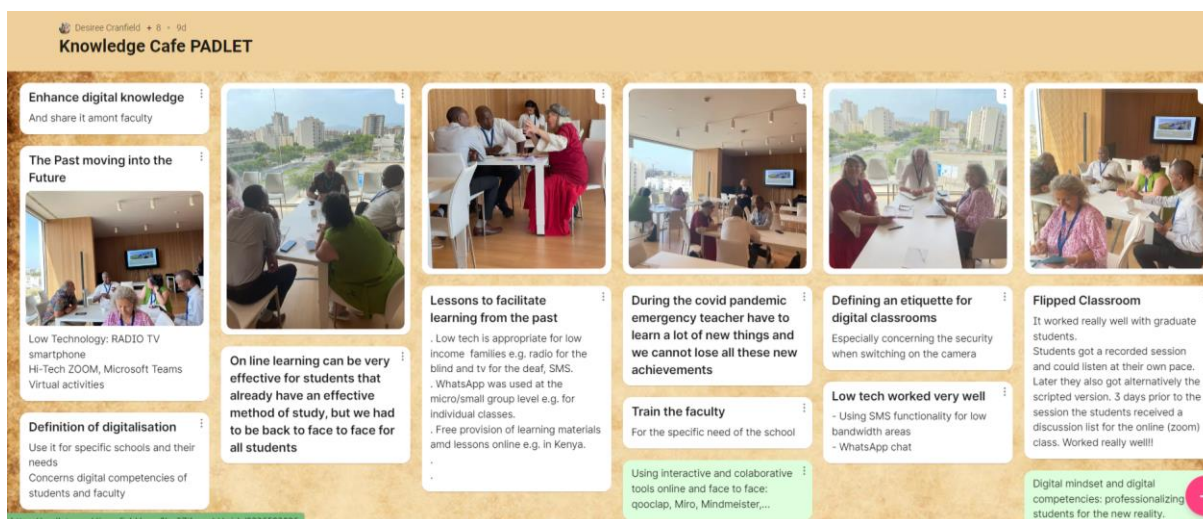 Desiree Cranfield + 8 • 9d
Knowledge Cafe PADLET
Enhance digital knowledge
And share it amont faculty
The Past moving into the
Future
Low Technology: RADIO TV
smartphone
Hi-Tech ZOOM, Microsoft Teams
Virtual activities
Definition of digitalisation
Use it for specific schools and their
needs
Concerns digital competencies of
students and faculty
On line learning can be very
effective for students that
already have an effective
method of study, but we had
to be back to face to face for
all students
Lessons to facilitate
learning from the past
. Low tech is appropriate for low
income families e.g. radio for the
blind and tv for the deaf, SMS.
. WhatsApp was used at the
micro/small group level e.g. for
individual classes.
. Free provision of learning materials
amd lessons online e.g. in Kenya.
.
.
During the covid pandemic
emergency teacher have to
learn a lot of new things and
we cannot lose all these new
achievements
Train the faculty
For the specific need of the school
Using interactive and colaborative
tools online and face to face:
qooclap, Miro, Mindmeister,...
Defining an etiquette for
digital classrooms
Especially concerning the security
when switching on the camera
Low tech worked very well
- Using SMS functionality for low
bandwidth areas
- WhatsApp chat
Flipped Classroom
It worked really well with graduate
students.
Students got a recorded session
and could listen at their own pace.
Later they also got alternatively the
scripted version. 3 days prior to the
session the students received a
discussion list for the online (zoom)
class. Worked really well!!
Digital mindset and digital
competencies: professionalizing
students for the new reality.